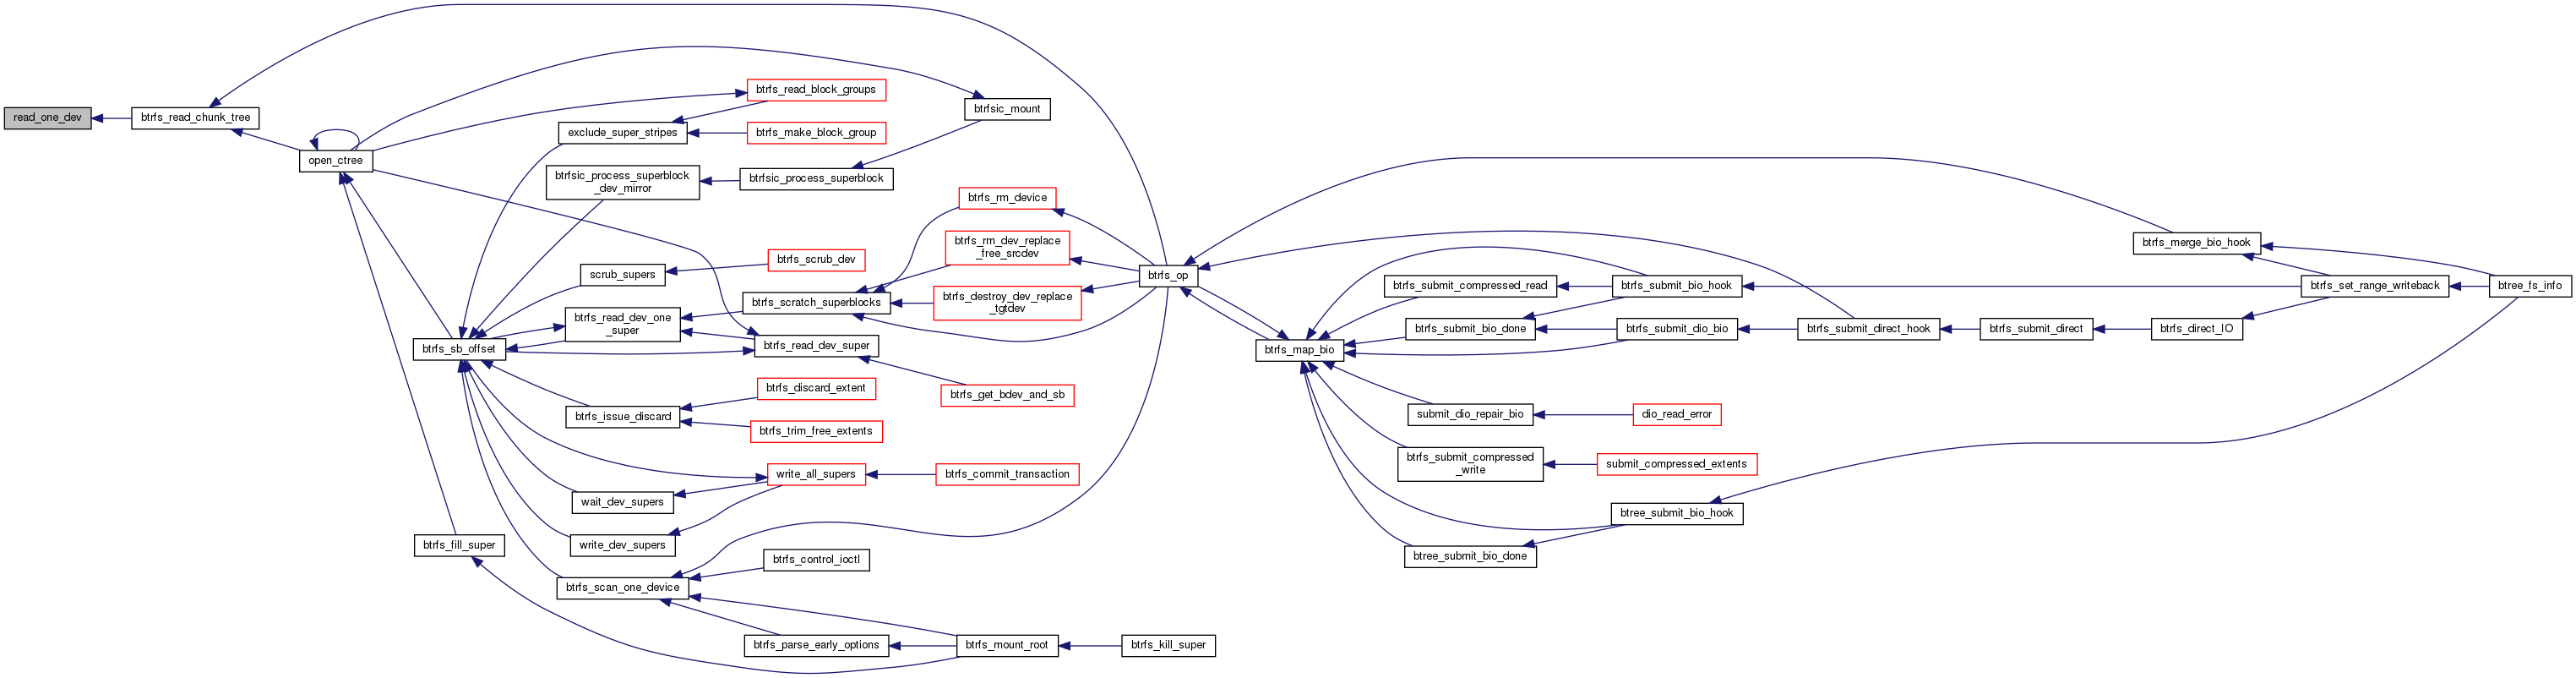 read_one_dev
btrfs_read_chunk_tree
open_ctree
btrfs_sb_offset
btrfs_fill_super
exclude_super_stripes
btrfsic_process_superblock
_dev_mirror
scrub_supers
btrfs_read_dev_one
_super
btrfs_issue_discard
wait_dev_supers
write_dev_supers
btrfs_scan_one_device
btrfs_read_block_groups
btrfs_make_block_group
btrfsic_process_superblock
btrfs_scrub_dev
btrfs_scratch_superblocks
btrfs_read_dev_super
btrfs_discard_extent
btrfs_trim_free_extents
write_all_supers
btrfs_control_ioctl
btrfs_parse_early_options
btrfsic_mount
btrfs_rm_device
btrfs_rm_dev_replace
_free_srcdev
btrfs_destroy_dev_replace
_tgtdev
btrfs_get_bdev_and_sb
btrfs_commit_transaction
btrfs_mount_root
btrfs_op
btrfs_kill_super
btrfs_map_bio
btrfs_submit_compressed_read
btrfs_submit_bio_done
submit_dio_repair_bio
btrfs_submit_compressed
_write
btree_submit_bio_done
btrfs_submit_bio_hook
btrfs_submit_dio_bio
dio_read_error
submit_compressed_extents
btree_submit_bio_hook
btrfs_submit_direct_hook
btrfs_submit_direct
btrfs_merge_bio_hook
btrfs_direct_IO
btrfs_set_range_writeback
btree_fs_info